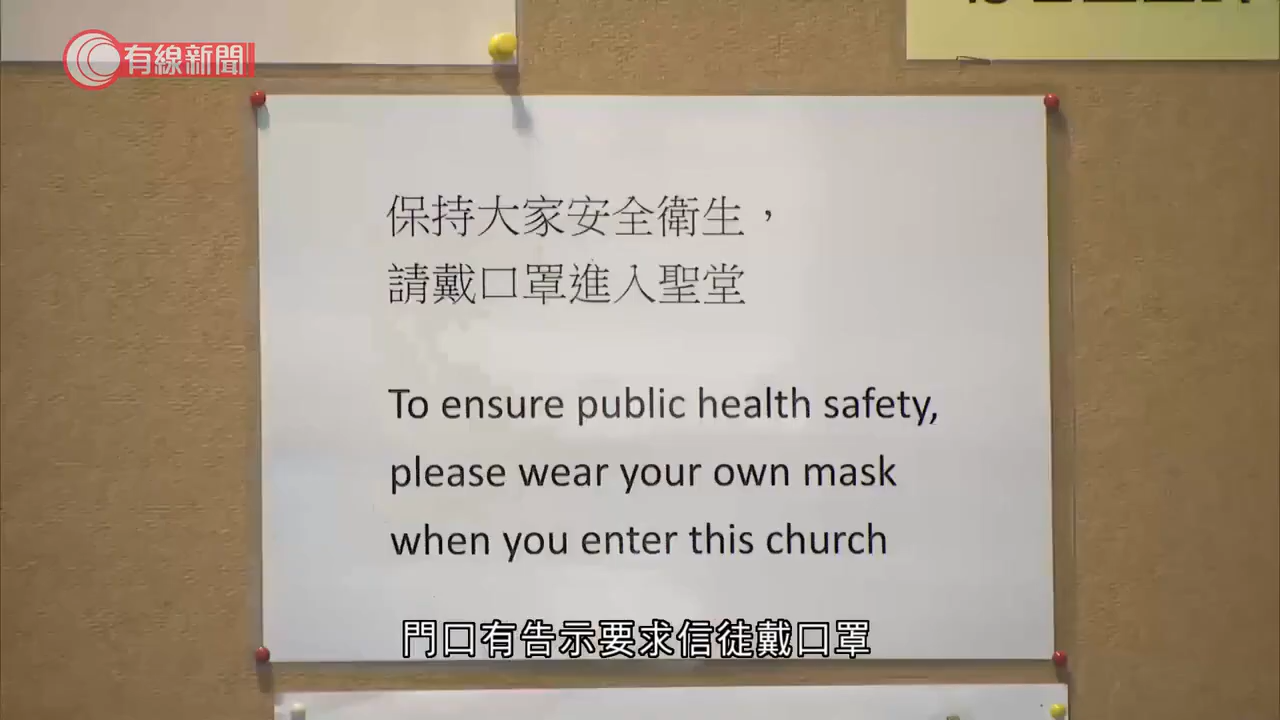 有線新聞
保持大家安全衛生，
請戴口罩進入聖堂
To ensure public health safety,
please wear your own mask
when you enter this church
門口有告示要求信徒戴口罩